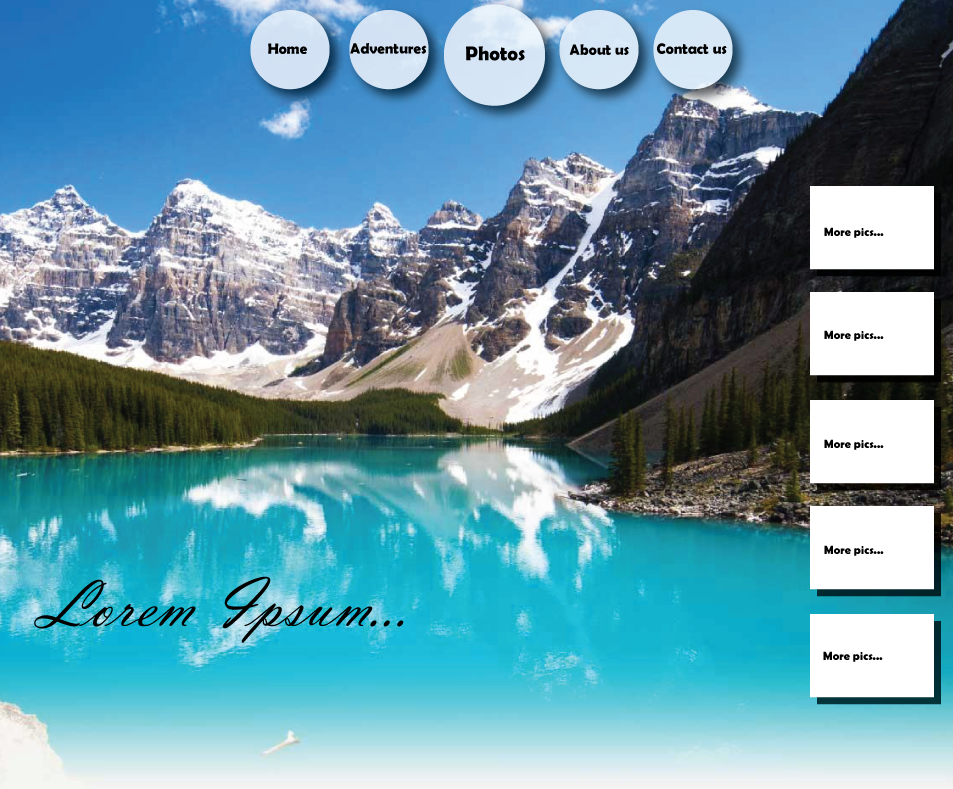 Home
Adventures
Photos
About us
Contact us
More pics...
More pics...
More pics...
More pics...
Lorem Ipsum...
More pics...